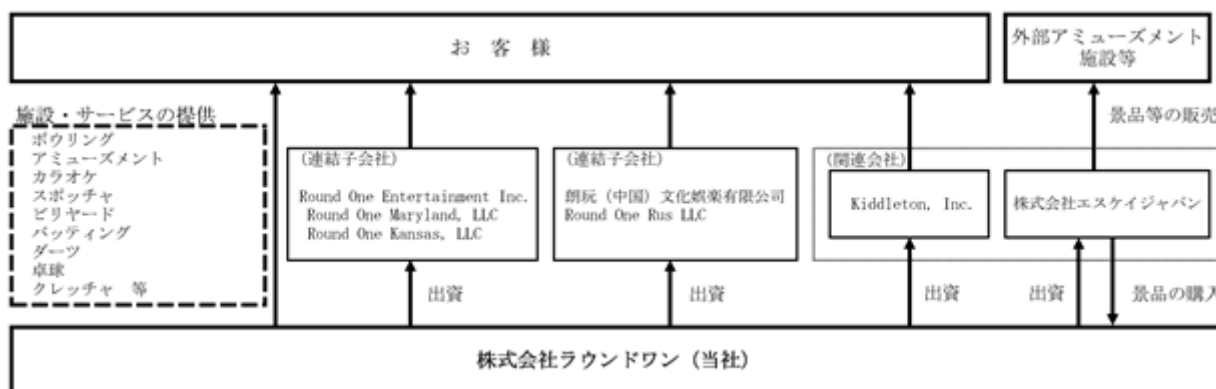 お 客 様
外部アミューズメント
施設等
施設・サービスの提供
ボウリング
アミューズメント
カラオケ
スポッチャ
ビリヤード
バッティング
ダーツ
卓球
クレッチャ 等
(連結子会社)
Round One Entertainment Inc.
Round One Maryland, LLC
Round One Kansas, LLC
(連結子会社)
朗玩（中国）文化娯楽有限公司
Round One Rus LLC
(関連会社)
Kiddleton, Inc.
景品等の販売
株式会社エスケイジャパン
出資
出資
出資
出資
景品の購入
株式会社ラウンドワン（当社）